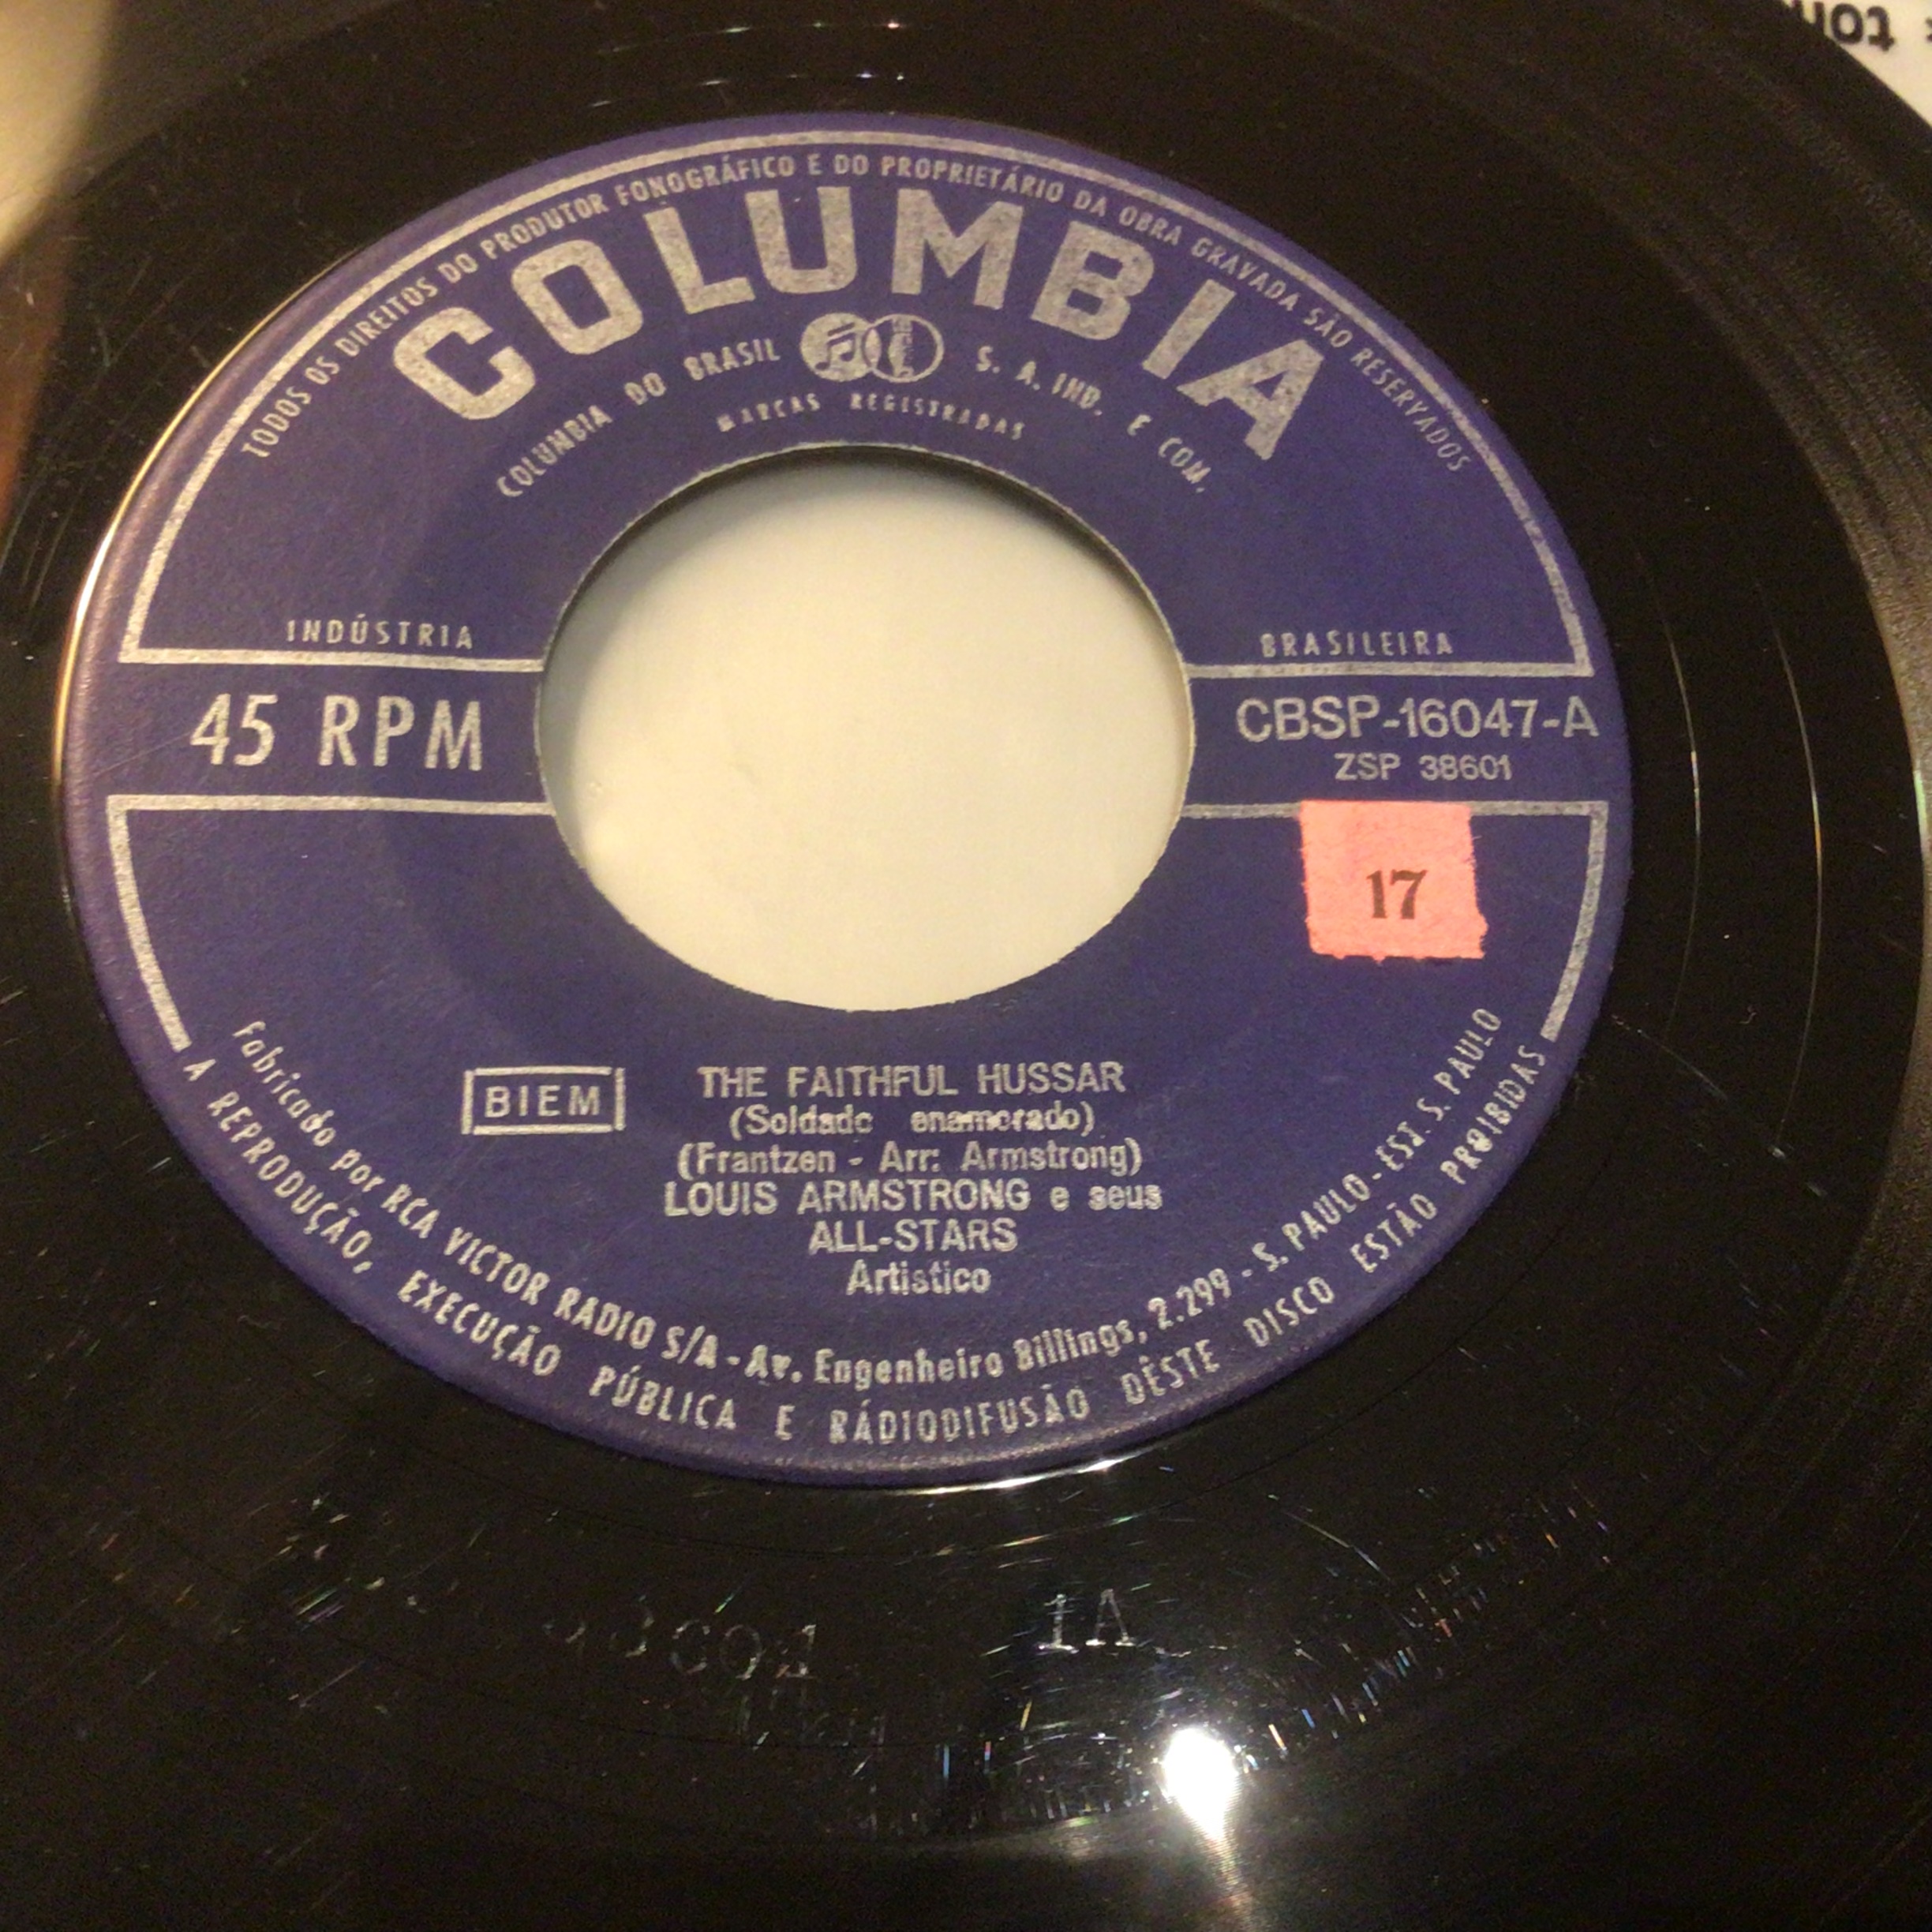 TODOS OS DIREITOS DO PRODUTOR FONOGRÁFICO E DO PROPRIETÁRIO DA OBRA GRAVADA SÃO RESERVADOS
COLUMBIA
COLUMBIA DO BRASIL S. A. IND. E COM.
MARCAS REGISTRADAS
INDÚSTRIA BRASILEIRA
45 RPM
CBSP-16047-A
ZSP 38601
17
BIEM
THE FAITHFUL HUSSAR
(Soldado enamorado)
(Frantzen - Arr: Armstrong)
LOUIS ARMSTRONG e seus
ALL-STARS
Artistico
Fabricado por RCA VICTOR RADIO S/A - Av. Engenheiro Billings, 2.299 - S. PAULO - EST. S. PAULO
A REPRODUÇÃO, EXECUÇÃO PÚBLICA E RÁDIODIFUSÃO DÊSTE DISCO ESTÃO PROIBIDAS
1A